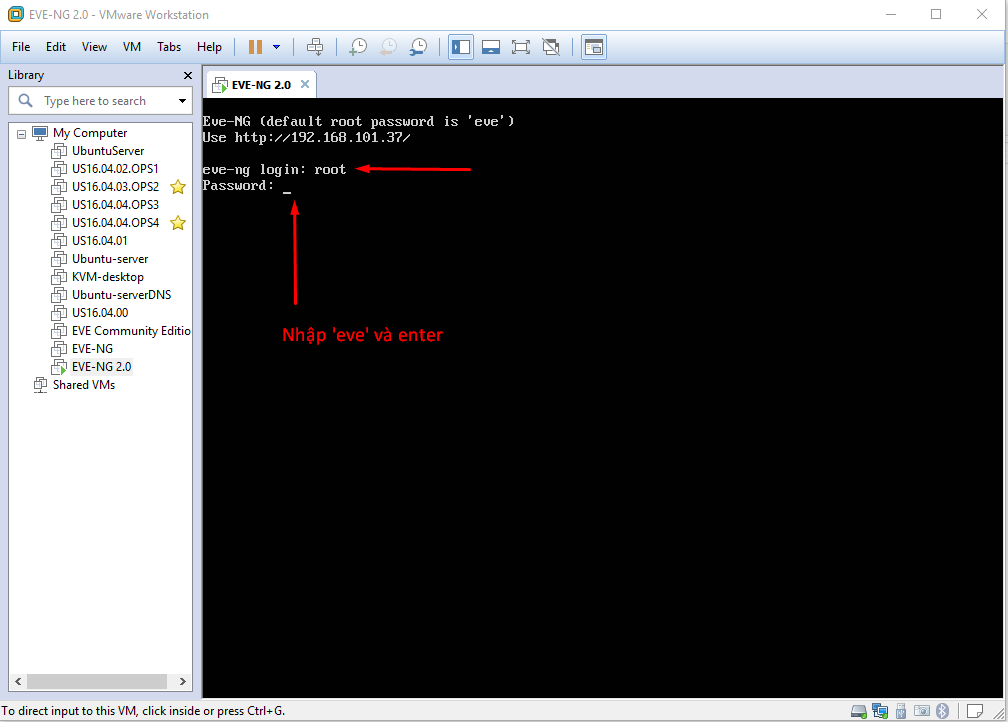 EVE-NG 2.0 - VMware Workstation
File Edit View VM Tabs Help
Library
Type here to search
My Computer
UbuntuServer
US16.04.02.OPS1
US16.04.03.OPS2
US16.04.04.OPS3
US16.04.04.OPS4
US16.04.01
Ubuntu-server
KVM-desktop
Ubuntu-serverDNS
US16.04.00
EVE Community Editio
EVE-NG
EVE-NG 2.0
Shared VMs
EVE-NG 2.0
Eve-NG (default root password is 'eve')
Use http://192.168.101.37/
eve-ng login: root
Password: _
Nhập 'eve' và enter
To direct input to this VM, click inside or press Ctrl+G.